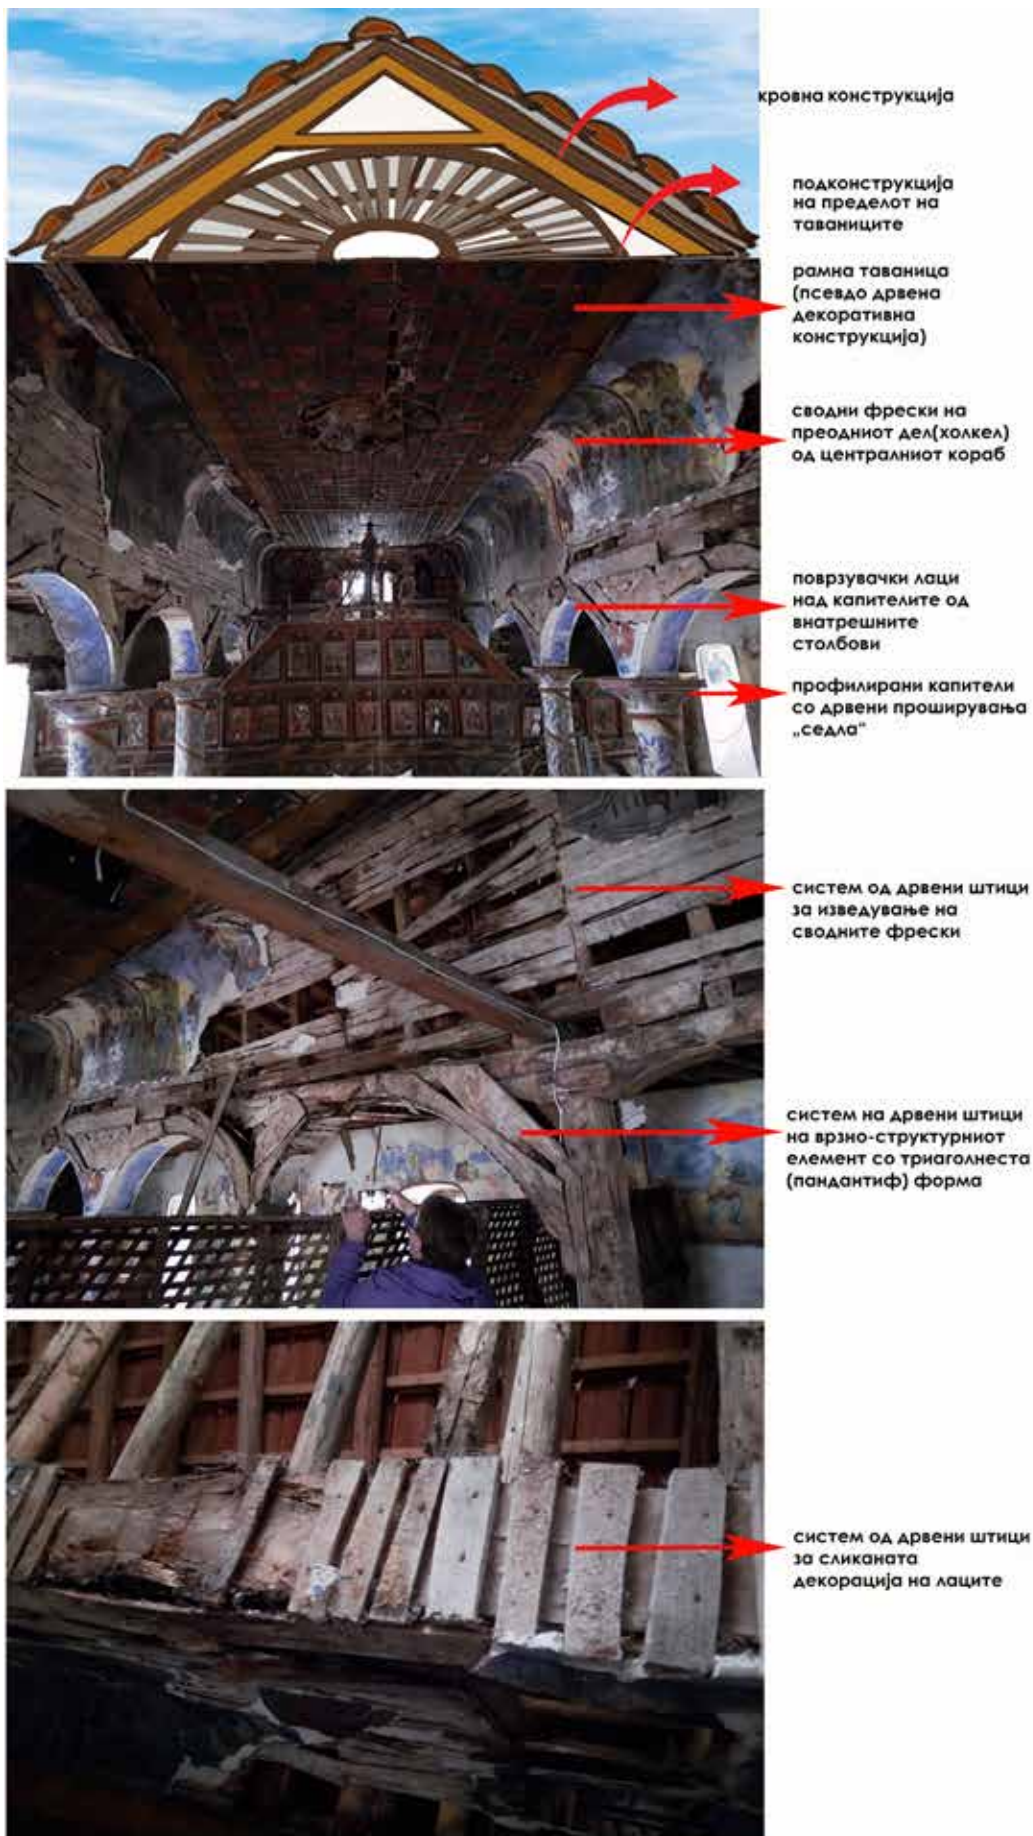 кровна конструкција
подконструкција
на пределот на
таваниците
рамна таваница
(псевдо дрвена
декоративна
конструкција)
сводни фрески на
преодниот дел(холкел)
од централниот кораб
поврзувачки лаци
над капителите од
внатрешните
столбови
профилирани капители
со дрвени проширувања
„седла“
систем од дрвени штици
за изведување на
сводните фрески
систем на дрвени штици
на врзно-структурниот
елемент со триаголнеста
(пандантиф) форма
систем од дрвени штици
за сликаната
декорација на лаците